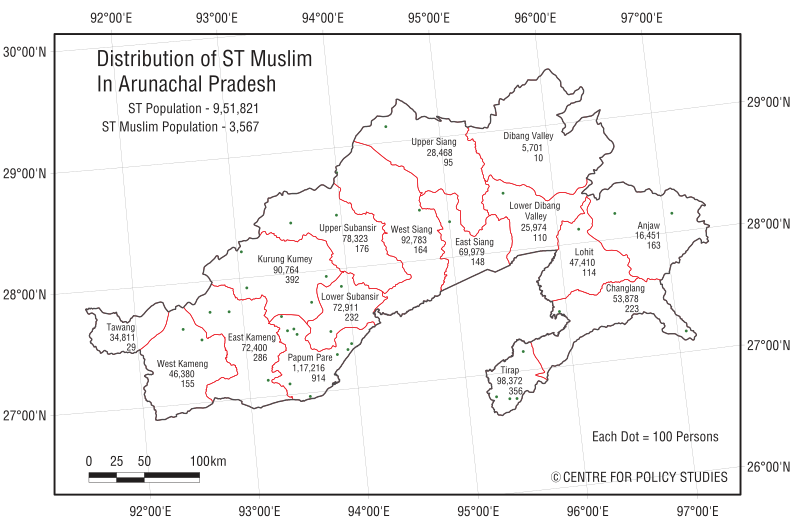 92°00'E 93°00'E 94°00'E 95°00'E 96°00'E 97°00'E
30°00'N
Distribution of ST Muslim
In Arunachal Pradesh
ST Population - 9,51,821
ST Muslim Population - 3,567
29°00'N
Dibang Valley
5,701
10
Upper Siang
28,468
95
29°00'N
Lower Dibang
Valley
25,974
110
Upper Subansir
78,323
176
West Siang
92,783
164
East Siang
69,979
148
Anjaw
16,451
163
28°00'N
Lohit
47,410
114
Kurung Kumey
90,764
392
28°00'N
Lower Subansir
72,911
232
Changlang
53,878
223
Tawang
34,811
29
East Kameng
72,400
286
West Kameng
46,380
155
Papum Pare
1,17,216
914
Tirap
98,372
356
27°00'N
27°00'N
Each Dot = 100 Persons
0 25 50 100km
26°00'N
© CENTRE FOR POLICY STUDIES
92°00'E 93°00'E 94°00'E 95°00'E 96°00'E 97°00'E